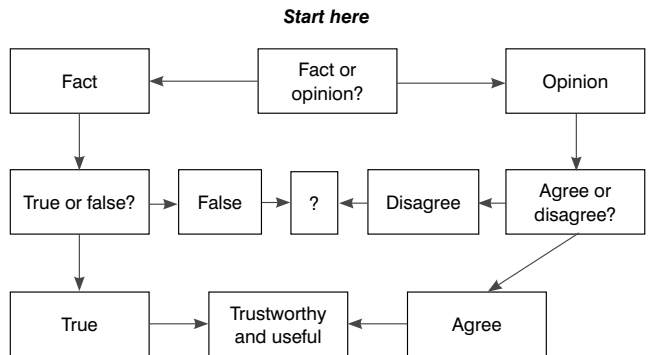 Start here
Fact
Fact or
opinion?
Opinion
True or false?
False
?
Disagree
Agree or
disagree?
True
Trustworthy
and useful
Agree